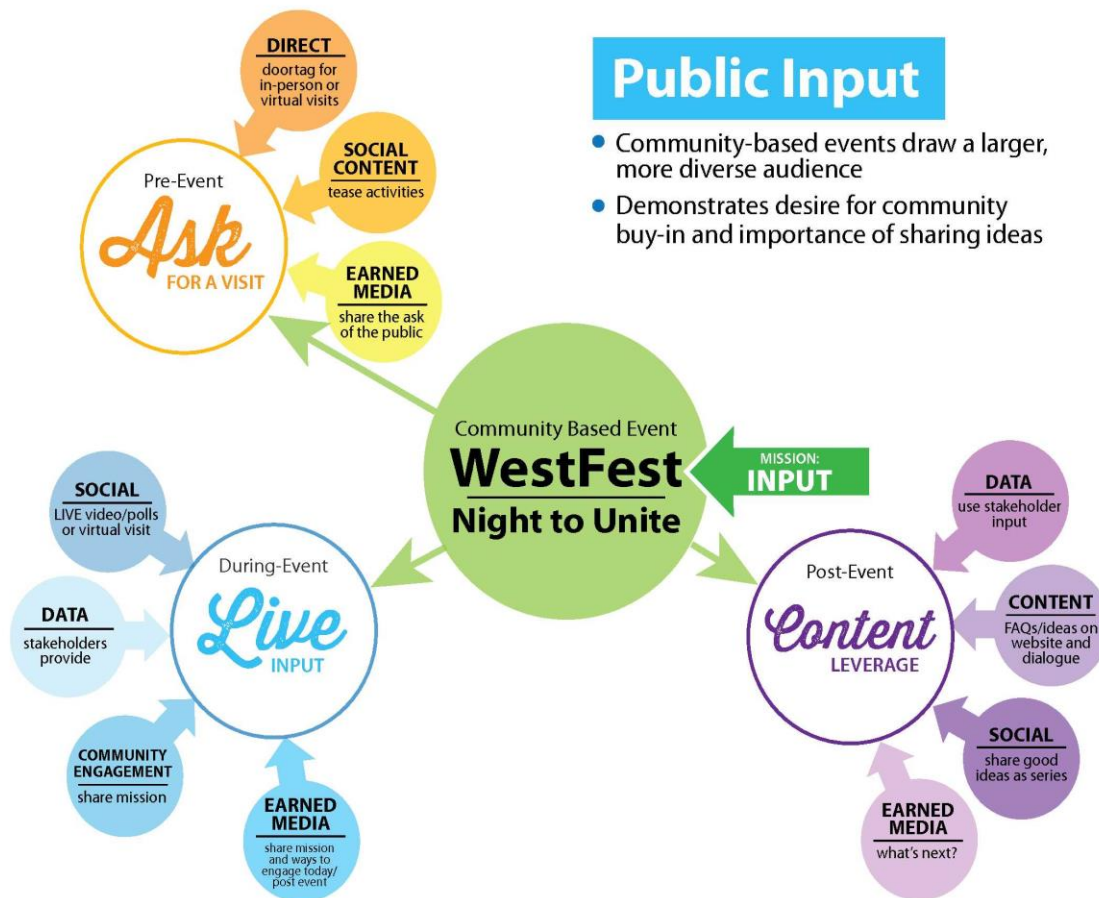 DIRECT
doortag for
in-person or
virtual visits
SOCIAL
CONTENT
tease activities
EARNED
MEDIA
share the ask
of the public
Pre-Event
Ask
FOR A VISIT
Public Input
• Community-based events draw a larger,
more diverse audience
• Demonstrates desire for community
buy-in and importance of sharing ideas
Community Based Event
WestFest
Night to Unite
MISSION:
INPUT
SOCIAL
LIVE video/polls
or virtual visit
DATA
stakeholders
provide
COMMUNITY
ENGAGEMENT
share mission
EARNED
MEDIA
share mission
and ways to
engage today/
post event
During-Event
Live
INPUT
Post-Event
Content
LEVERAGE
DATA
use stakeholder
input
CONTENT
FAQs/ideas on
website and
dialogue
SOCIAL
share good
ideas as series
EARNED
MEDIA
what's next?